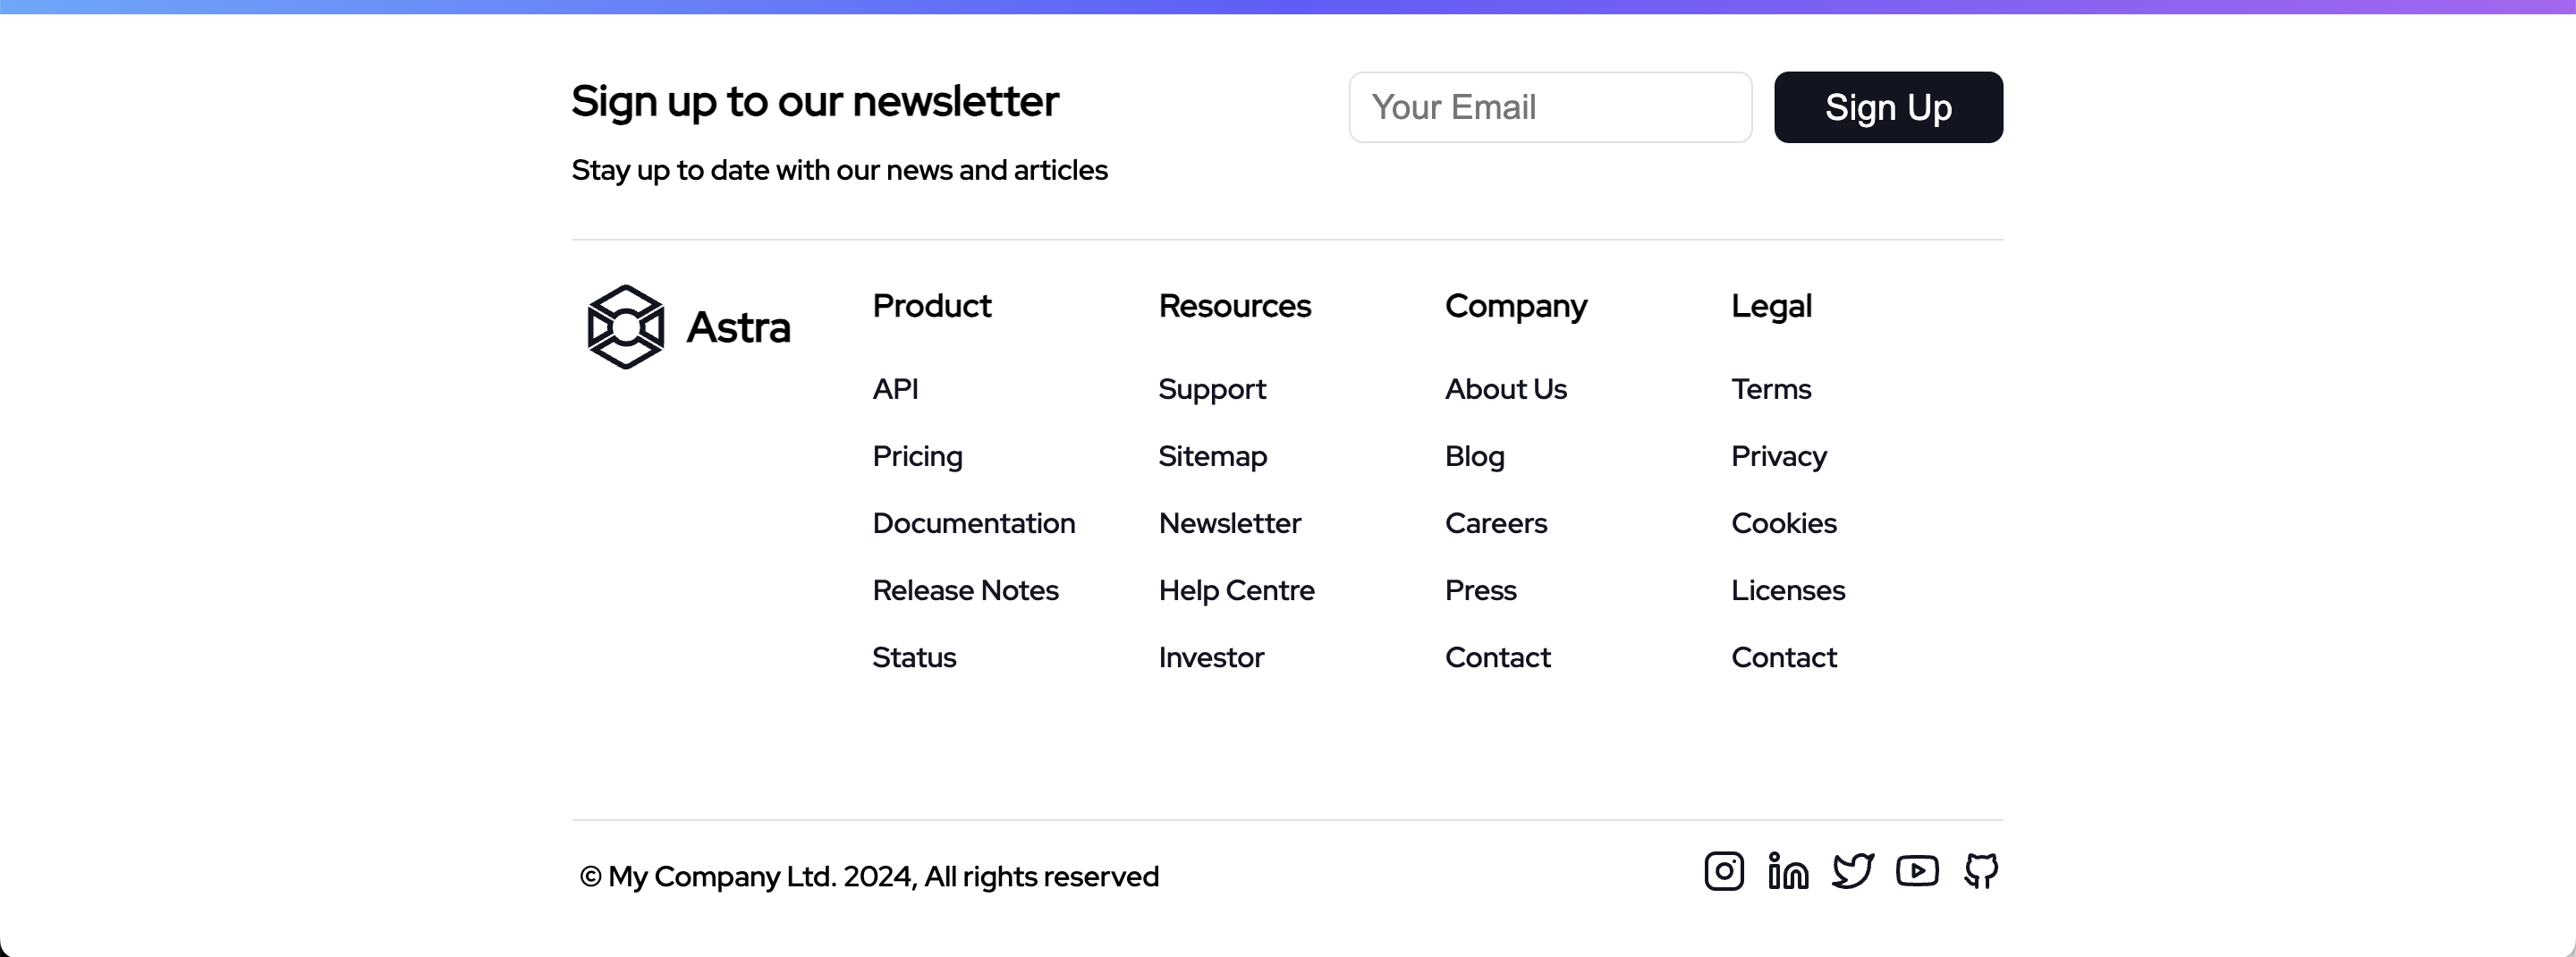 Sign up to our newsletter
Stay up to date with our news and articles
Your Email
Sign Up
Astra
Product
API
Pricing
Documentation
Release Notes
Status
Resources
Support
Sitemap
Newsletter
Help Centre
Investor
Company
About Us
Blog
Careers
Press
Contact
Legal
Terms
Privacy
Cookies
Licenses
Contact
© My Company Ltd. 2024, All rights reserved